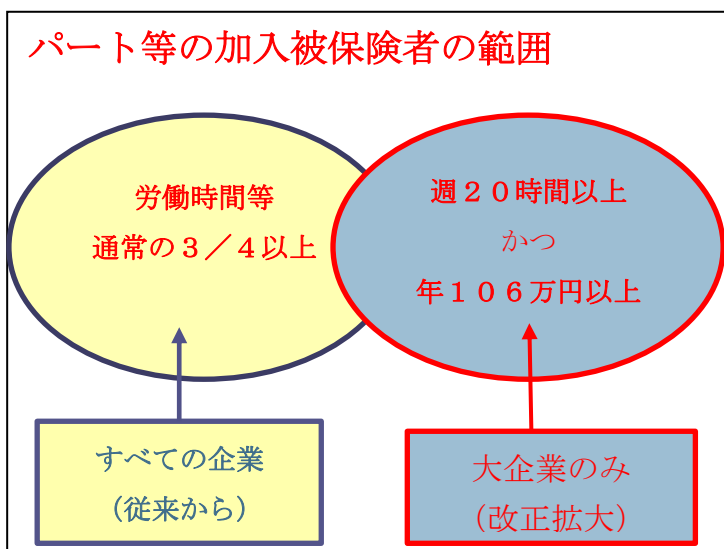 パート等の加入被保険者の範囲
労働時間等
通常の３／４以上
週２０時間以上
かつ
年１０６万円以上
すべての企業
（従来から）
大企業のみ
（改正拡大）